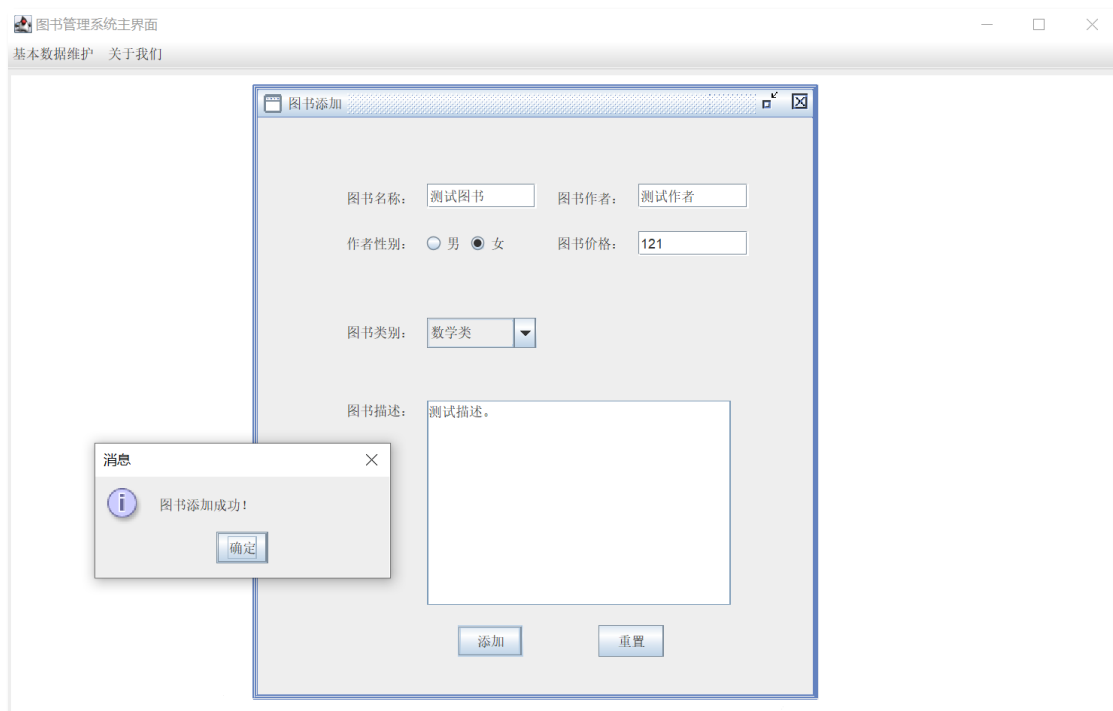 图书管理系统主界面
基本数据维护 关于我们
图书添加
图书名称： 测试图书 图书作者： 测试作者
作者性别： 男 女 图书价格： 121
图书类别： 数学类
图书描述： 测试描述。
消息
图书添加成功！
确定
添加 重置